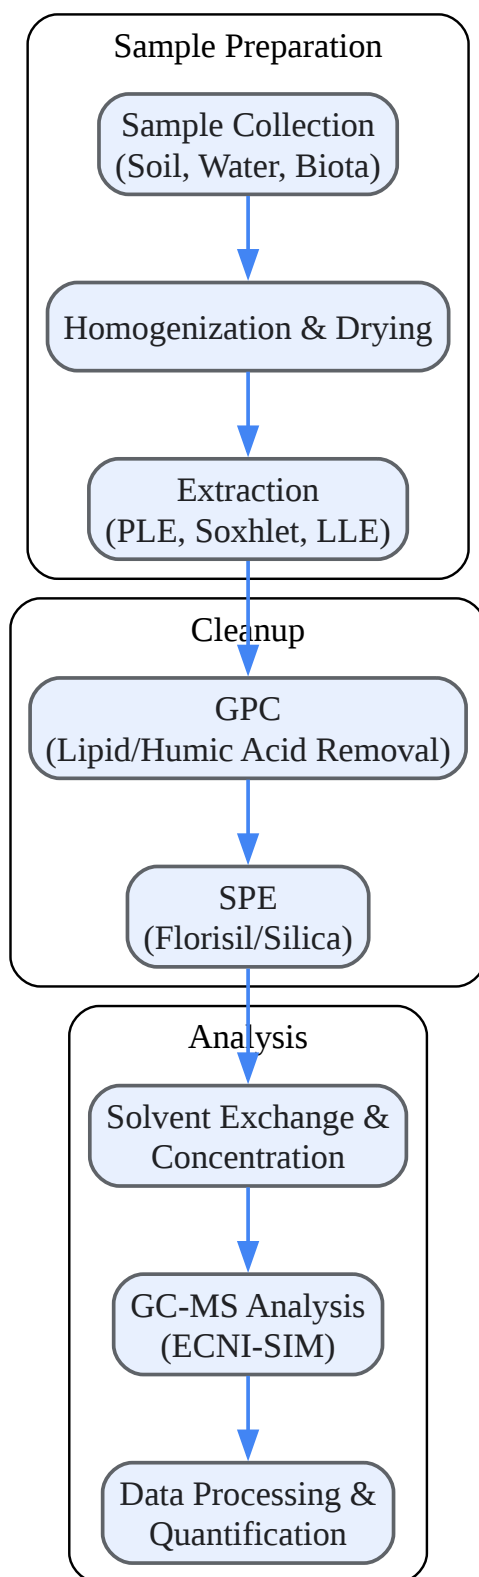 Sample Preparation
Sample Collection
(Soil, Water, Biota)
Homogenization & Drying
Extraction
(PLE, Soxhlet, LLE)
Cleanup
GPC
(Lipid/Humic Acid Removal)
SPE
(Florisil/Silica)
Analysis
Solvent Exchange &
Concentration
GC-MS Analysis
(ECNI-SIM)
Data Processing &
Quantification